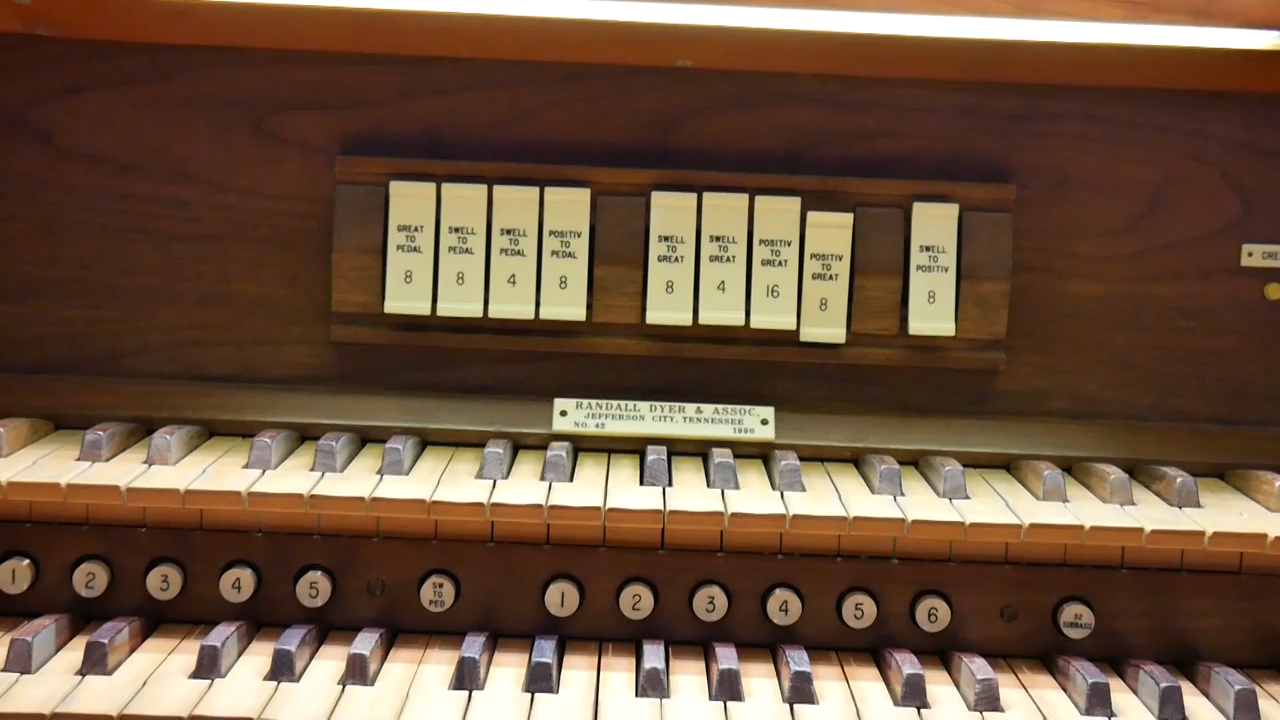 GREAT
TO
PEDAL
8
SWELL
TO
PEDAL
8
SWELL
TO
PEDAL
4
POSITIV
TO
PEDAL
8
SWELL
TO
GREAT
8
SWELL
TO
GREAT
4
POSITIV
TO
GREAT
16
POSITIV
TO
GREAT
8
SWELL
TO
POSITIV
8
CRE
RANDALL DYER & ASSOC.
JEFFERSON CITY, TENNESSEE
NO. 42 1990
1 2 3 4 5
SW
TO
PED
1 2 3 4 5 6
32
SUBBASS